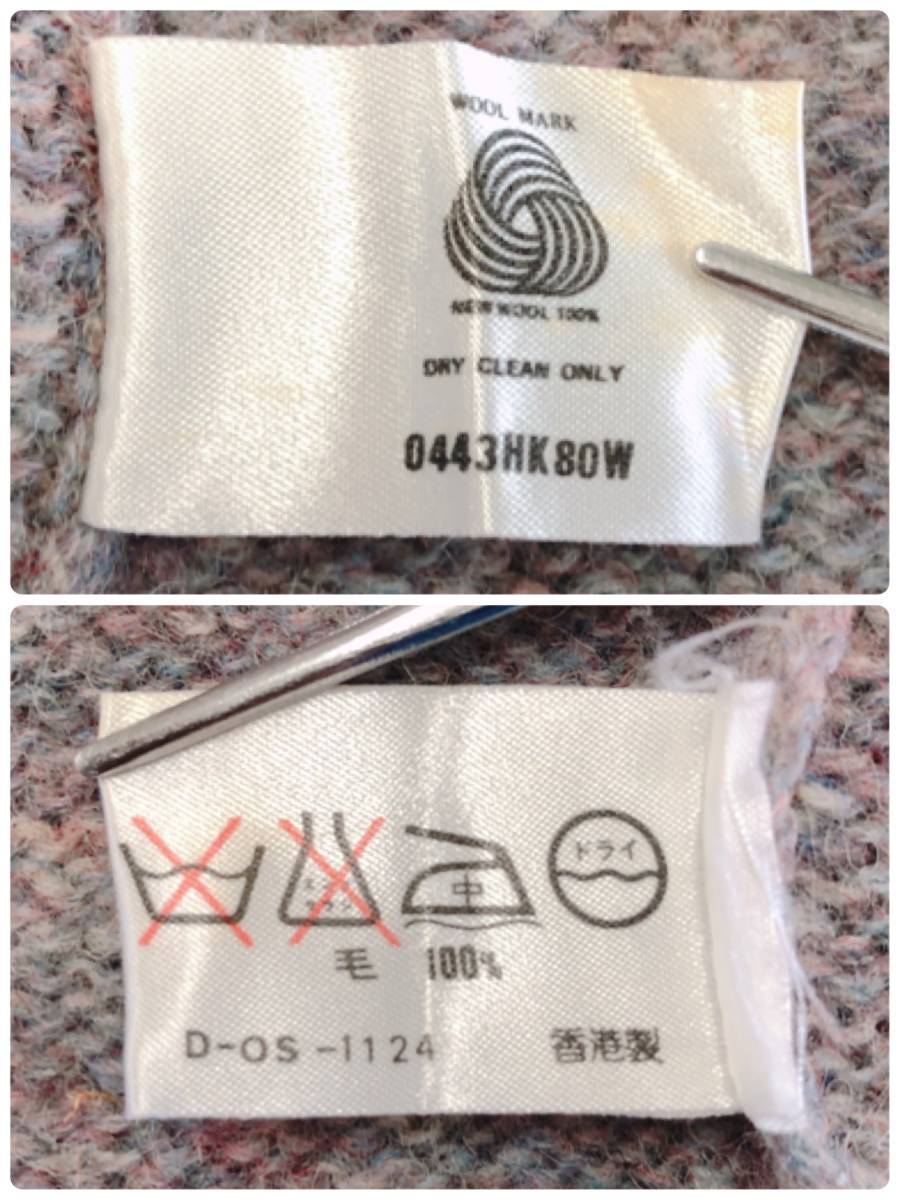 WOOL MARK
NEW WOOL 100%
DRY CLEAN ONLY
0443HK80W
中
ドライ
毛 100%
D-OS-1124
香港製